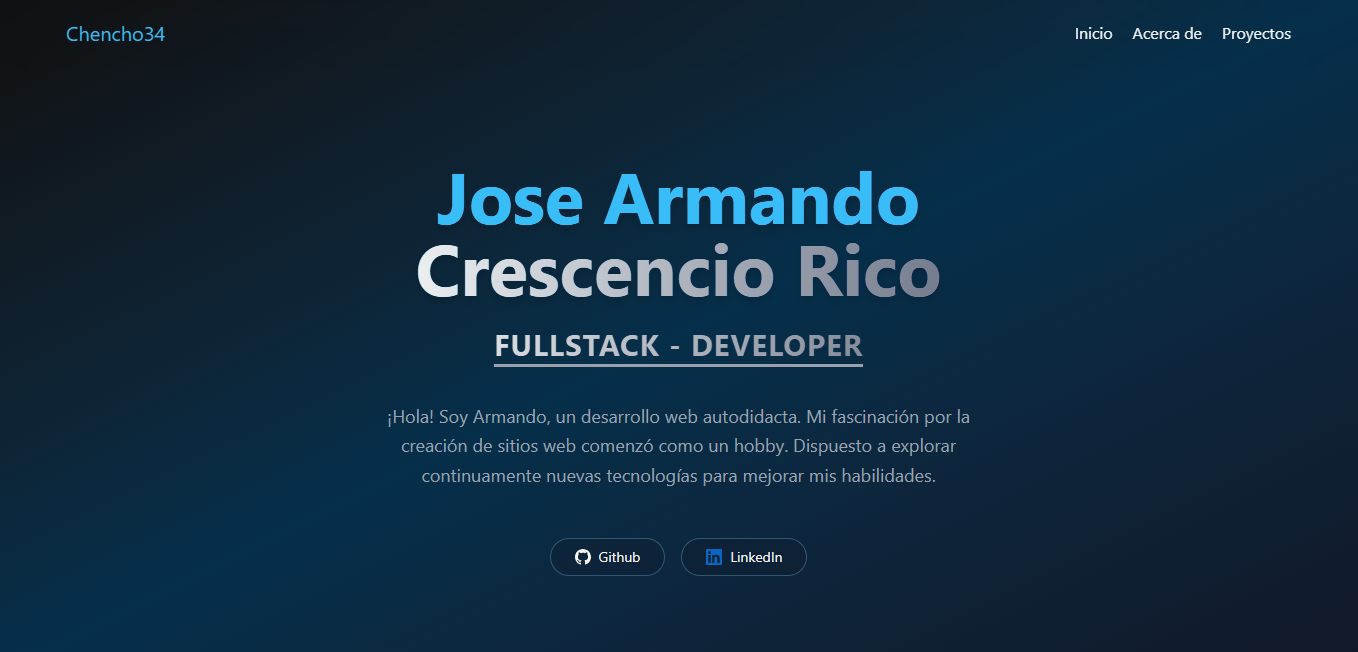 Chencho34
Inicio Acerca de Proyectos
Jose Armando
Crescencio Rico
FULLSTACK - DEVELOPER
¡Hola! Soy Armando, un desarrollo web autodidacta. Mi fascinación por la
creación de sitios web comenzó como un hobby. Dispuesto a explorar
continuamente nuevas tecnologías para mejorar mis habilidades.
Github LinkedIn